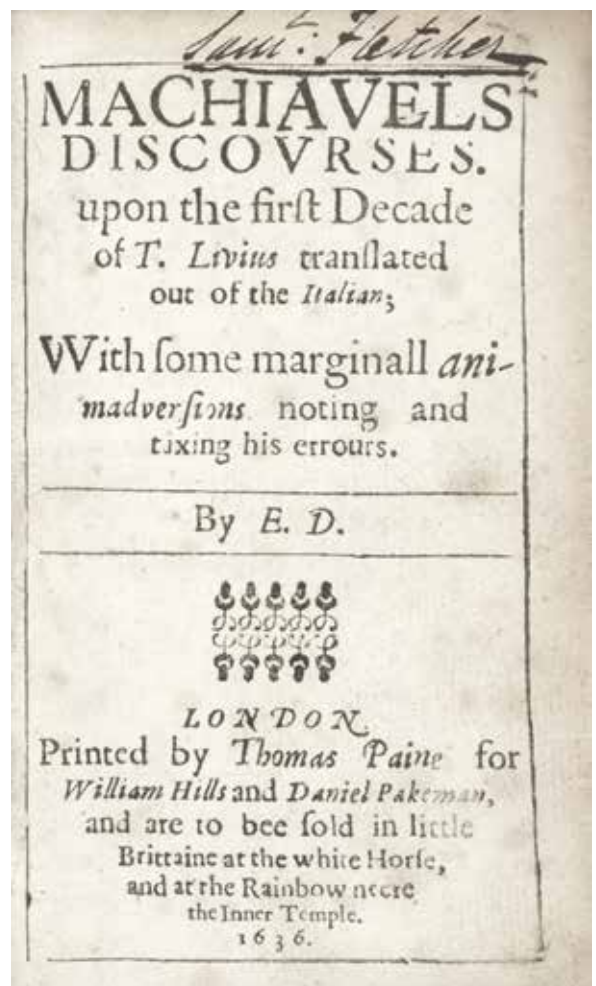 Samˡ: Fletcher
MACHIAVELS
DISCOVRSES.
upon the firſt Decade
of T. Livius tranſlated
out of the Italian;
With ſome marginall ani-
madverſions noting and
taxing his errours.
By E. D.
LONDON,
Printed by Thomas Paine for
William Hills and Daniel Pakeman,
and are to bee ſold in little
Brittaine at the white Horſe,
and at the Rainbow neere
the Inner Temple.
1636.